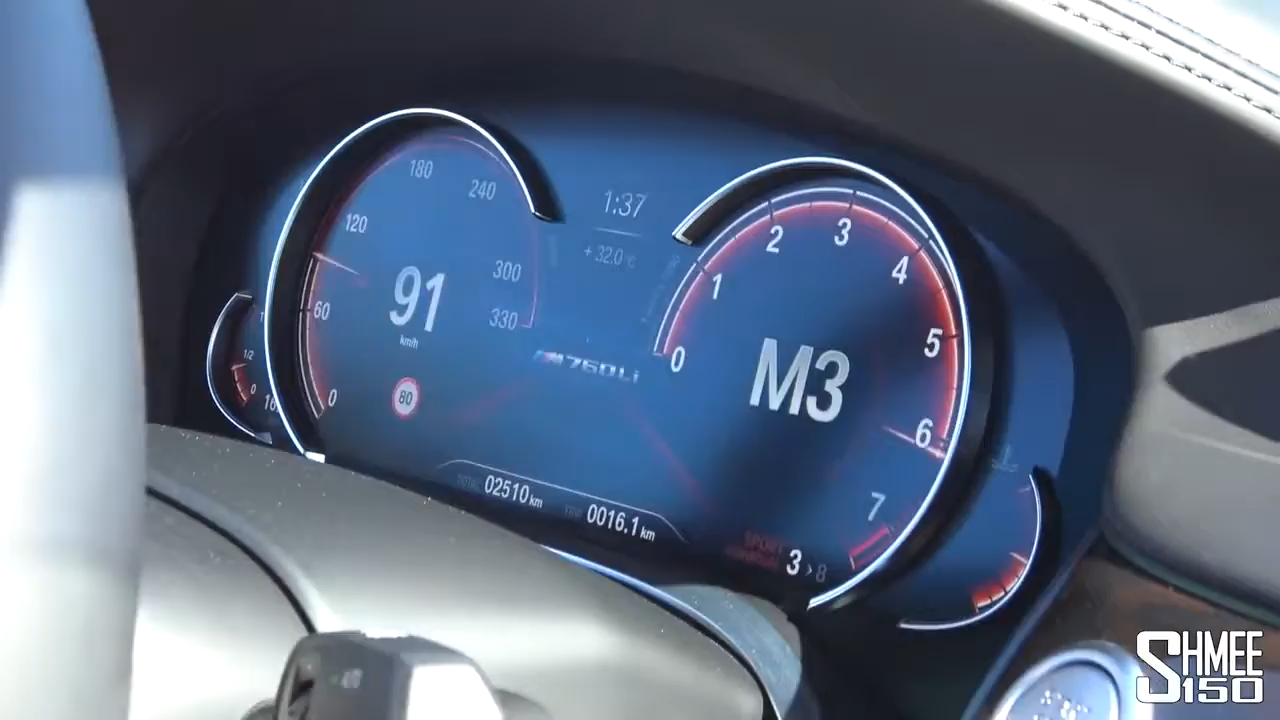 180
240
120
300
60
330
0
91
km/h
80
1/2
0
1:37
+ 32.0 °C
M760Li
0
1
2
3
4
5
6
7
M3
TOTAL 02510 km
TRIP 0016.1 km
SPORT
3 › 8
SHMEE
150